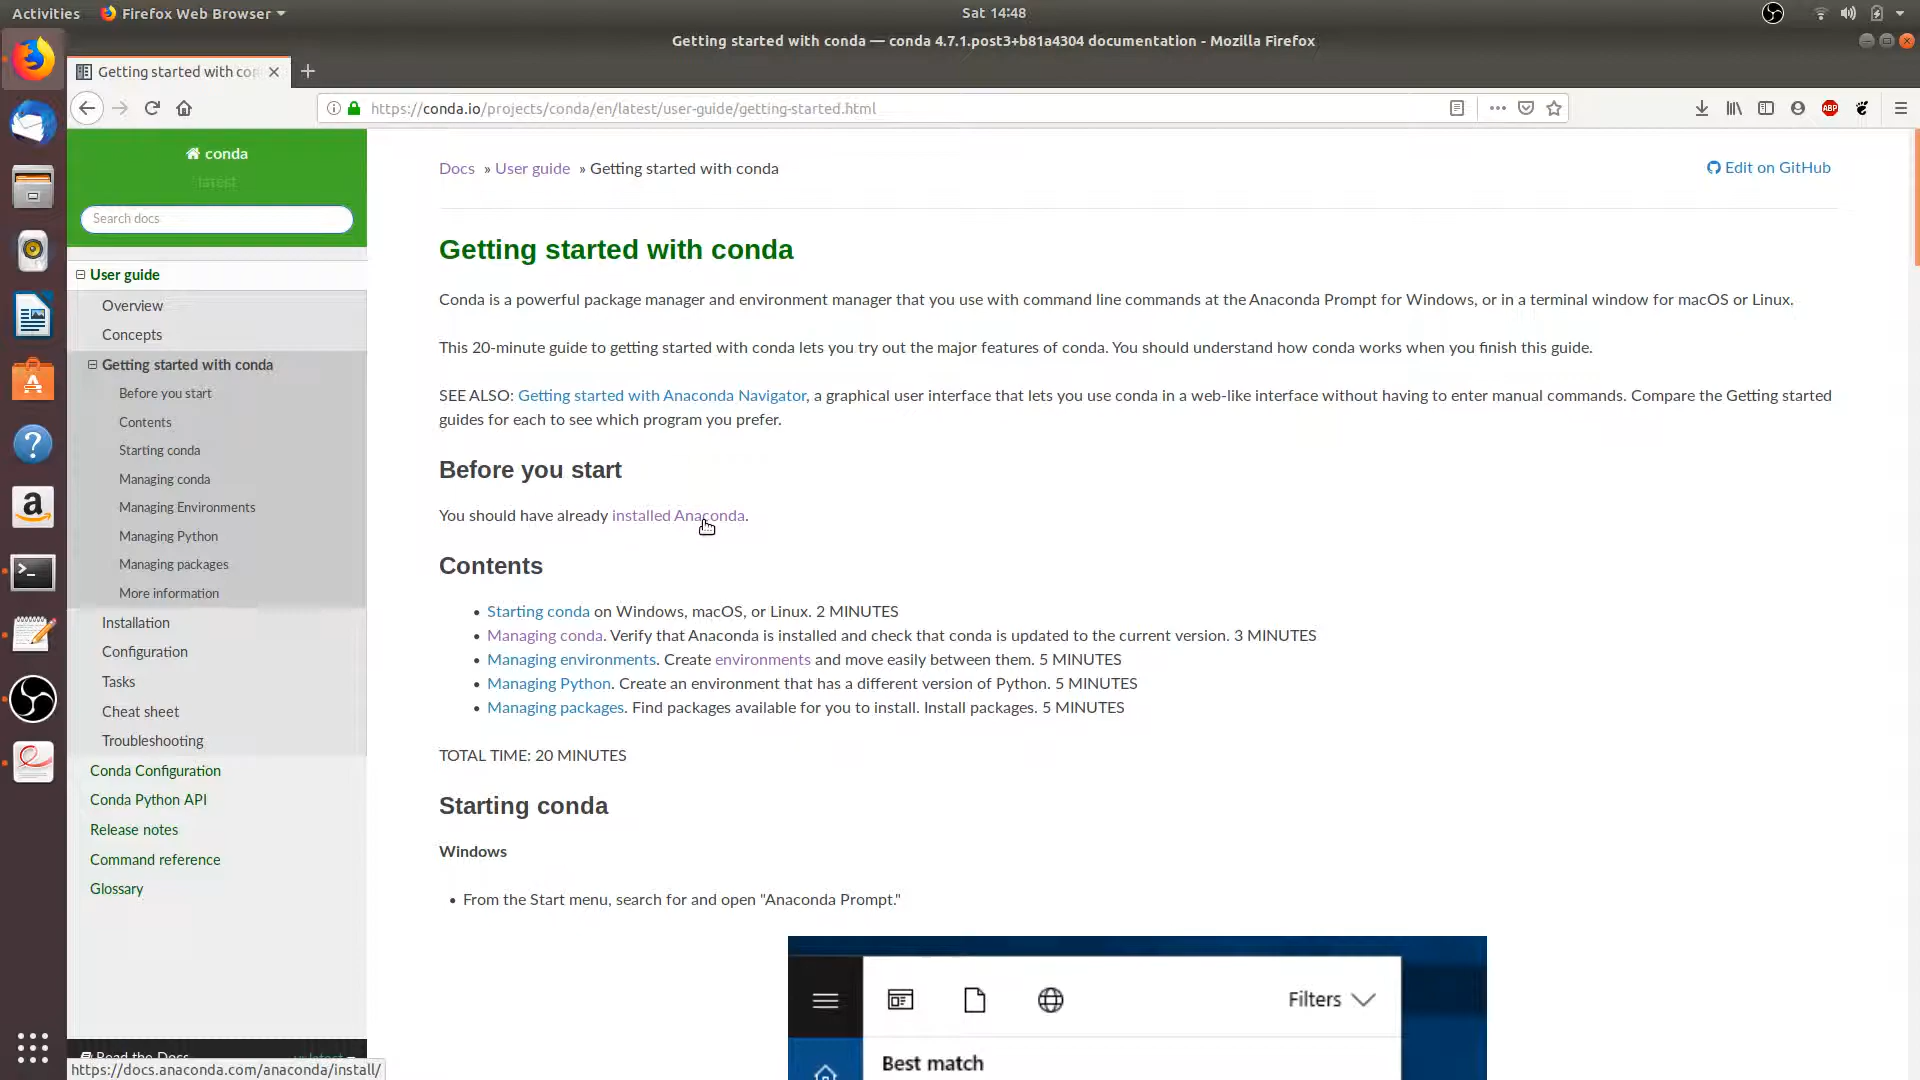 Activities
Firefox Web Browser
Sat 14:48
Getting started with conda — conda 4.7.1.post3+b81a4304 documentation - Mozilla Firefox
Getting started with con
https://conda.io/projects/conda/en/latest/user-guide/getting-started.html
ABP
conda
latest
Search docs
User guide
Overview
Concepts
Getting started with conda
Before you start
Contents
Starting conda
Managing conda
Managing Environments
Managing Python
Managing packages
More information
Installation
Configuration
Tasks
Cheat sheet
Troubleshooting
Conda Configuration
Conda Python API
Release notes
Command reference
Glossary
Read the Docs
https://docs.anaconda.com/anaconda/install/
Docs » User guide » Getting started with conda
Edit on GitHub
Getting started with conda
Conda is a powerful package manager and environment manager that you use with command line commands at the Anaconda Prompt for Windows, or in a terminal window for macOS or Linux.
This 20-minute guide to getting started with conda lets you try out the major features of conda. You should understand how conda works when you finish this guide.
SEE ALSO: Getting started with Anaconda Navigator, a graphical user interface that lets you use conda in a web-like interface without having to enter manual commands. Compare the Getting started
guides for each to see which program you prefer.
Before you start
You should have already installed Anaconda.
Contents
• Starting conda on Windows, macOS, or Linux. 2 MINUTES
• Managing conda. Verify that Anaconda is installed and check that conda is updated to the current version. 3 MINUTES
• Managing environments. Create environments and move easily between them. 5 MINUTES
• Managing Python. Create an environment that has a different version of Python. 5 MINUTES
• Managing packages. Find packages available for you to install. Install packages. 5 MINUTES
TOTAL TIME: 20 MINUTES
Starting conda
Windows
• From the Start menu, search for and open "Anaconda Prompt."
Filters
Best match